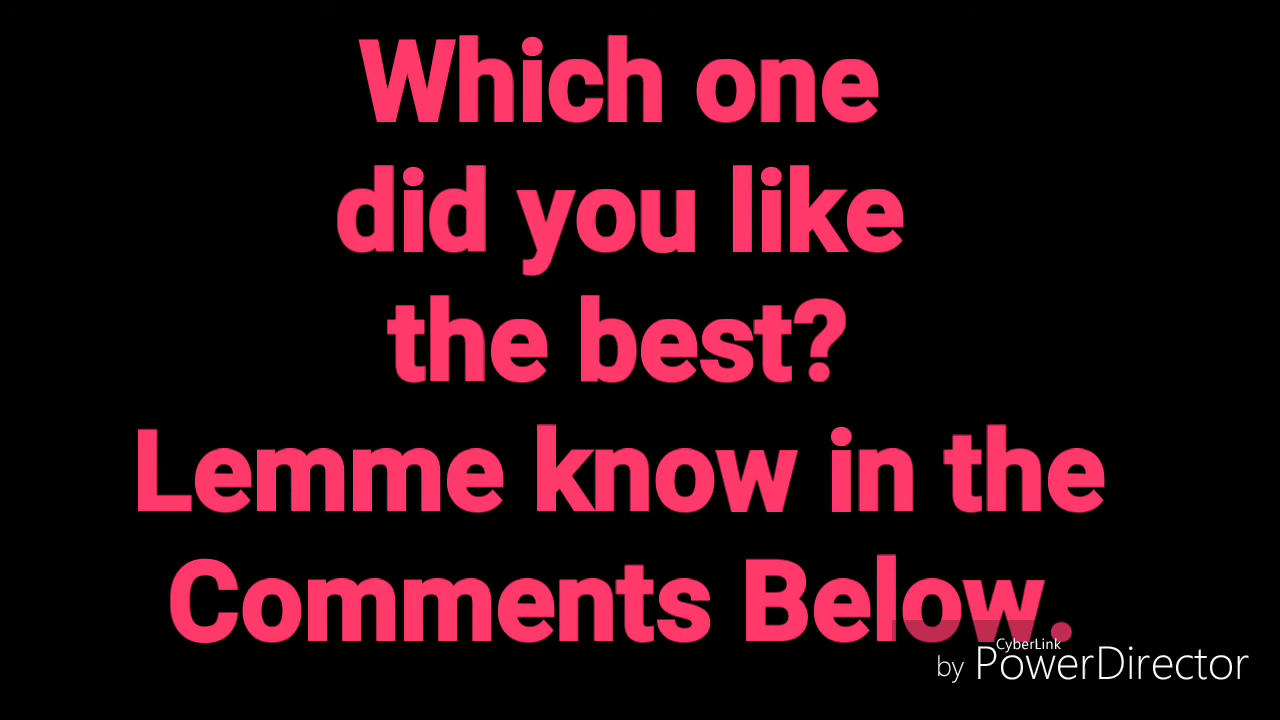 Which one
did you like
the best?
Lemme know in the
Comments Below.
CyberLink
by PowerDirector